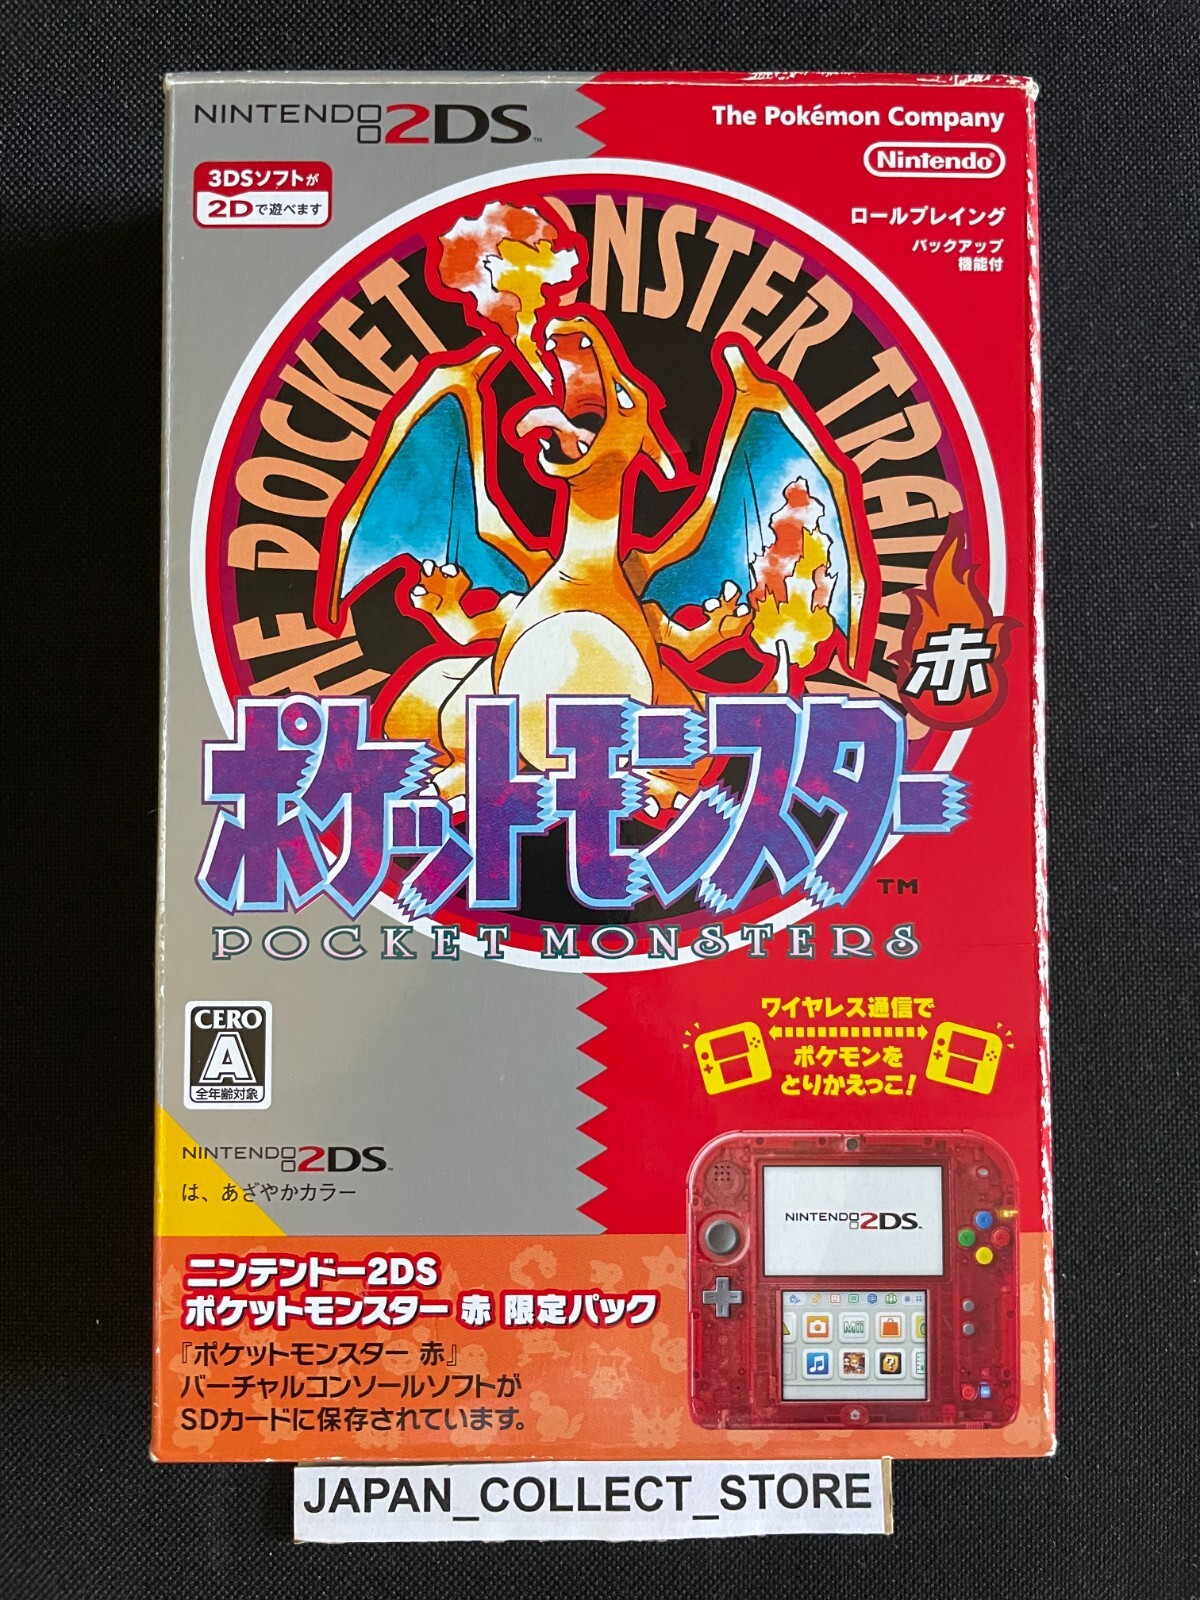 NINTENDO 2DS™
The Pokémon Company
Nintendo®
3DSソフトが
2Dで遊べます
ロールプレイング
バックアップ
機能付
THE POCKET MONSTER TRAINER
赤
ポケットモンスター
TM
POCKET MONSTERS
CERO
A
全年齢対象
ワイヤレス通信で
ポケモンを
とりかえっこ!
NINTENDO 2DS™
は、あざやかカラー
NINTENDO 2DS™
X
Y
A
B
Mii
?
ニンテンドー2DS
ポケットモンスター 赤 限定パック
『ポケットモンスター 赤』
バーチャルコンソールソフトが
SDカードに保存されています。
JAPAN_COLLECT_STORE